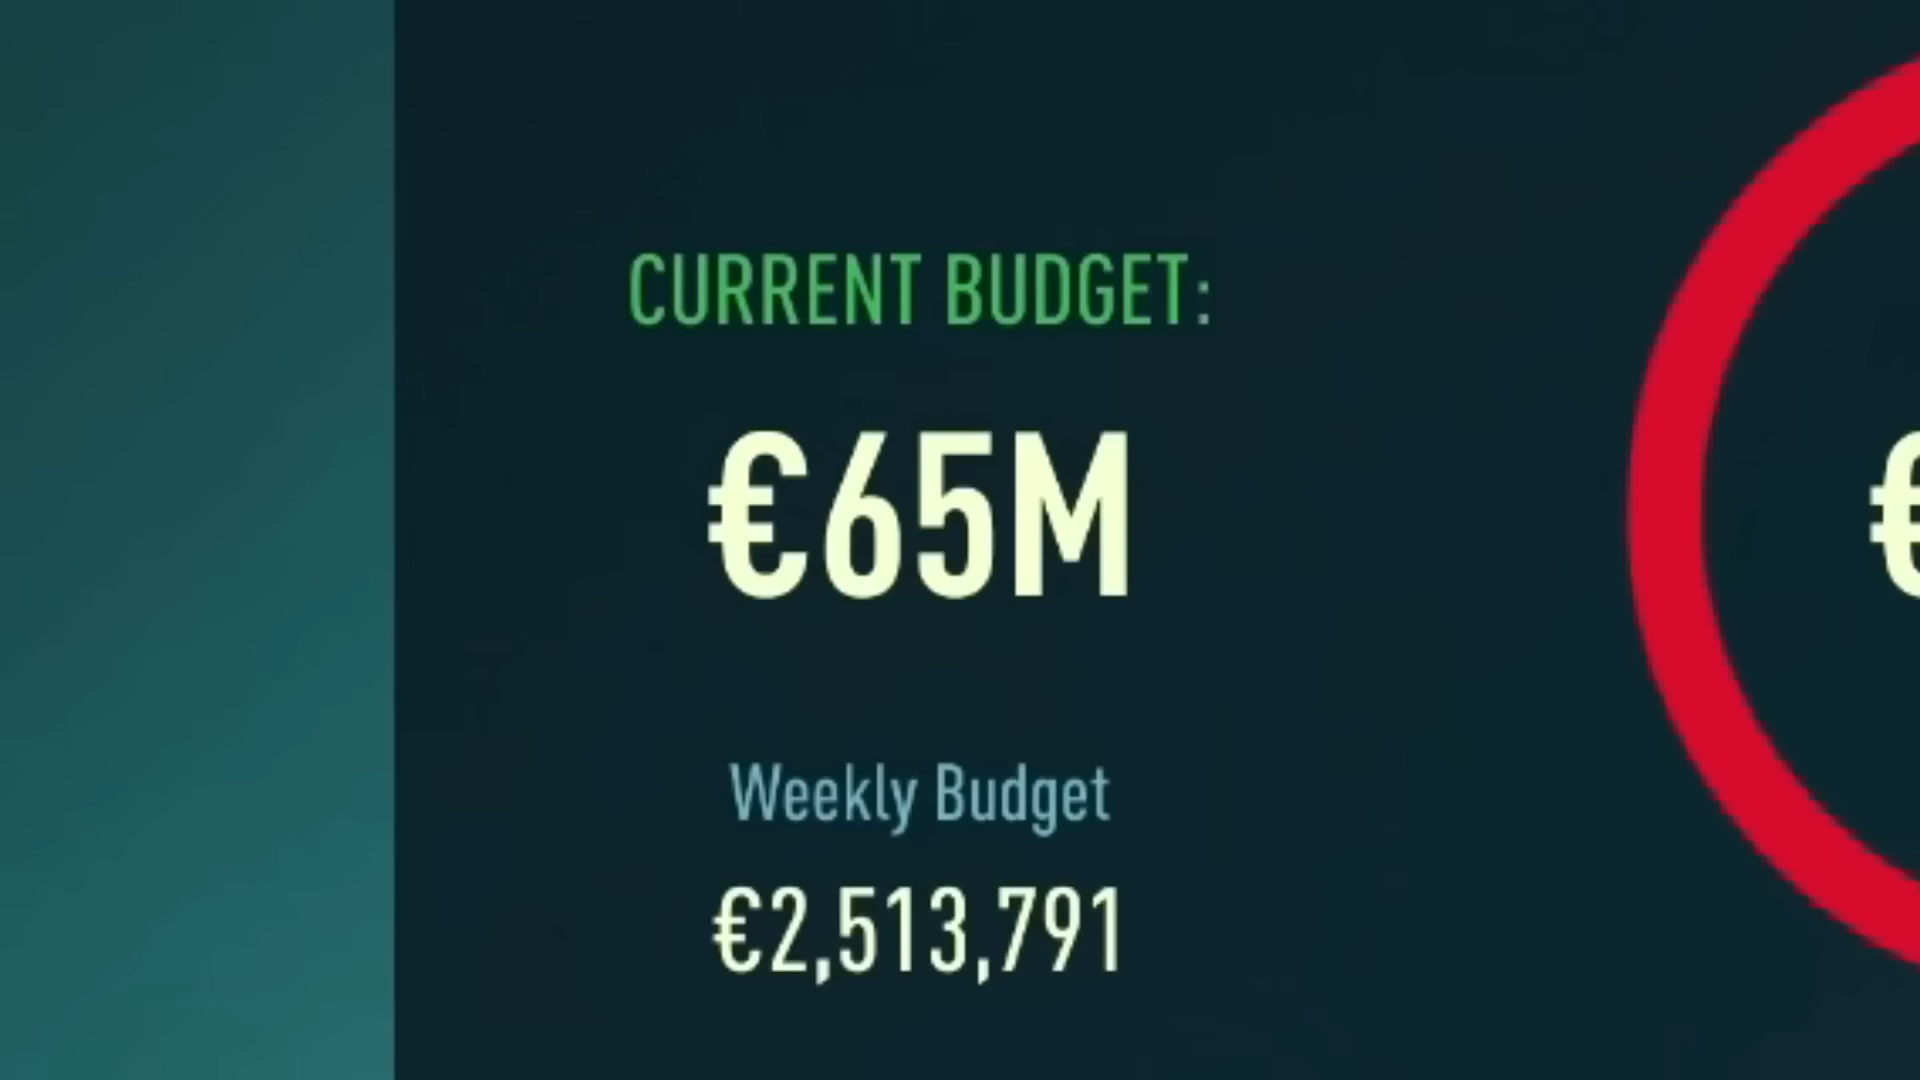 CURRENT BUDGET:
€65M
€
Weekly Budget
€2,513,791